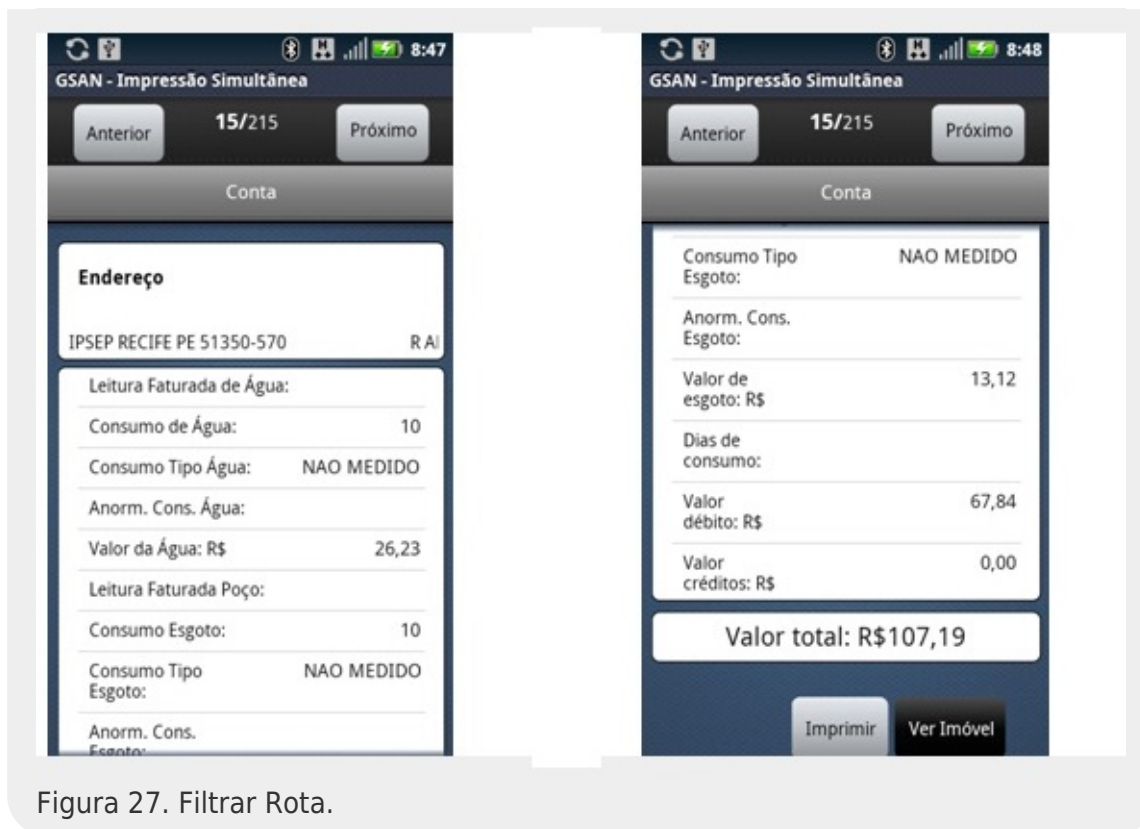 8:47
GSAN - Impressão Simultânea
Anterior
15/215
Próximo
Conta
Endereço
IPSEP RECIFE PE 51350-570 R
Leitura Faturada de Água:
Consumo de Água: 10
Consumo Tipo Água: NAO MEDIDO
Anorm. Cons. Água:
Valor da Água: R$ 26,23
Leitura Faturada Poço:
Consumo Esgoto: 10
Consumo Tipo NAO MEDIDO
Esgoto:
Anorm. Cons.
Esgoto:
8:48
GSAN - Impressão Simultânea
Anterior
15/215
Próximo
Conta
Consumo Tipo NAO MEDIDO
Esgoto:
Anorm. Cons.
Esgoto:
Valor de 13,12
esgoto: R$
Dias de
consumo:
Valor 67,84
débito: R$
Valor 0,00
créditos: R$
Valor total: R$107,19
Imprimir
Ver Imóvel
Figura 27. Filtrar Rota.